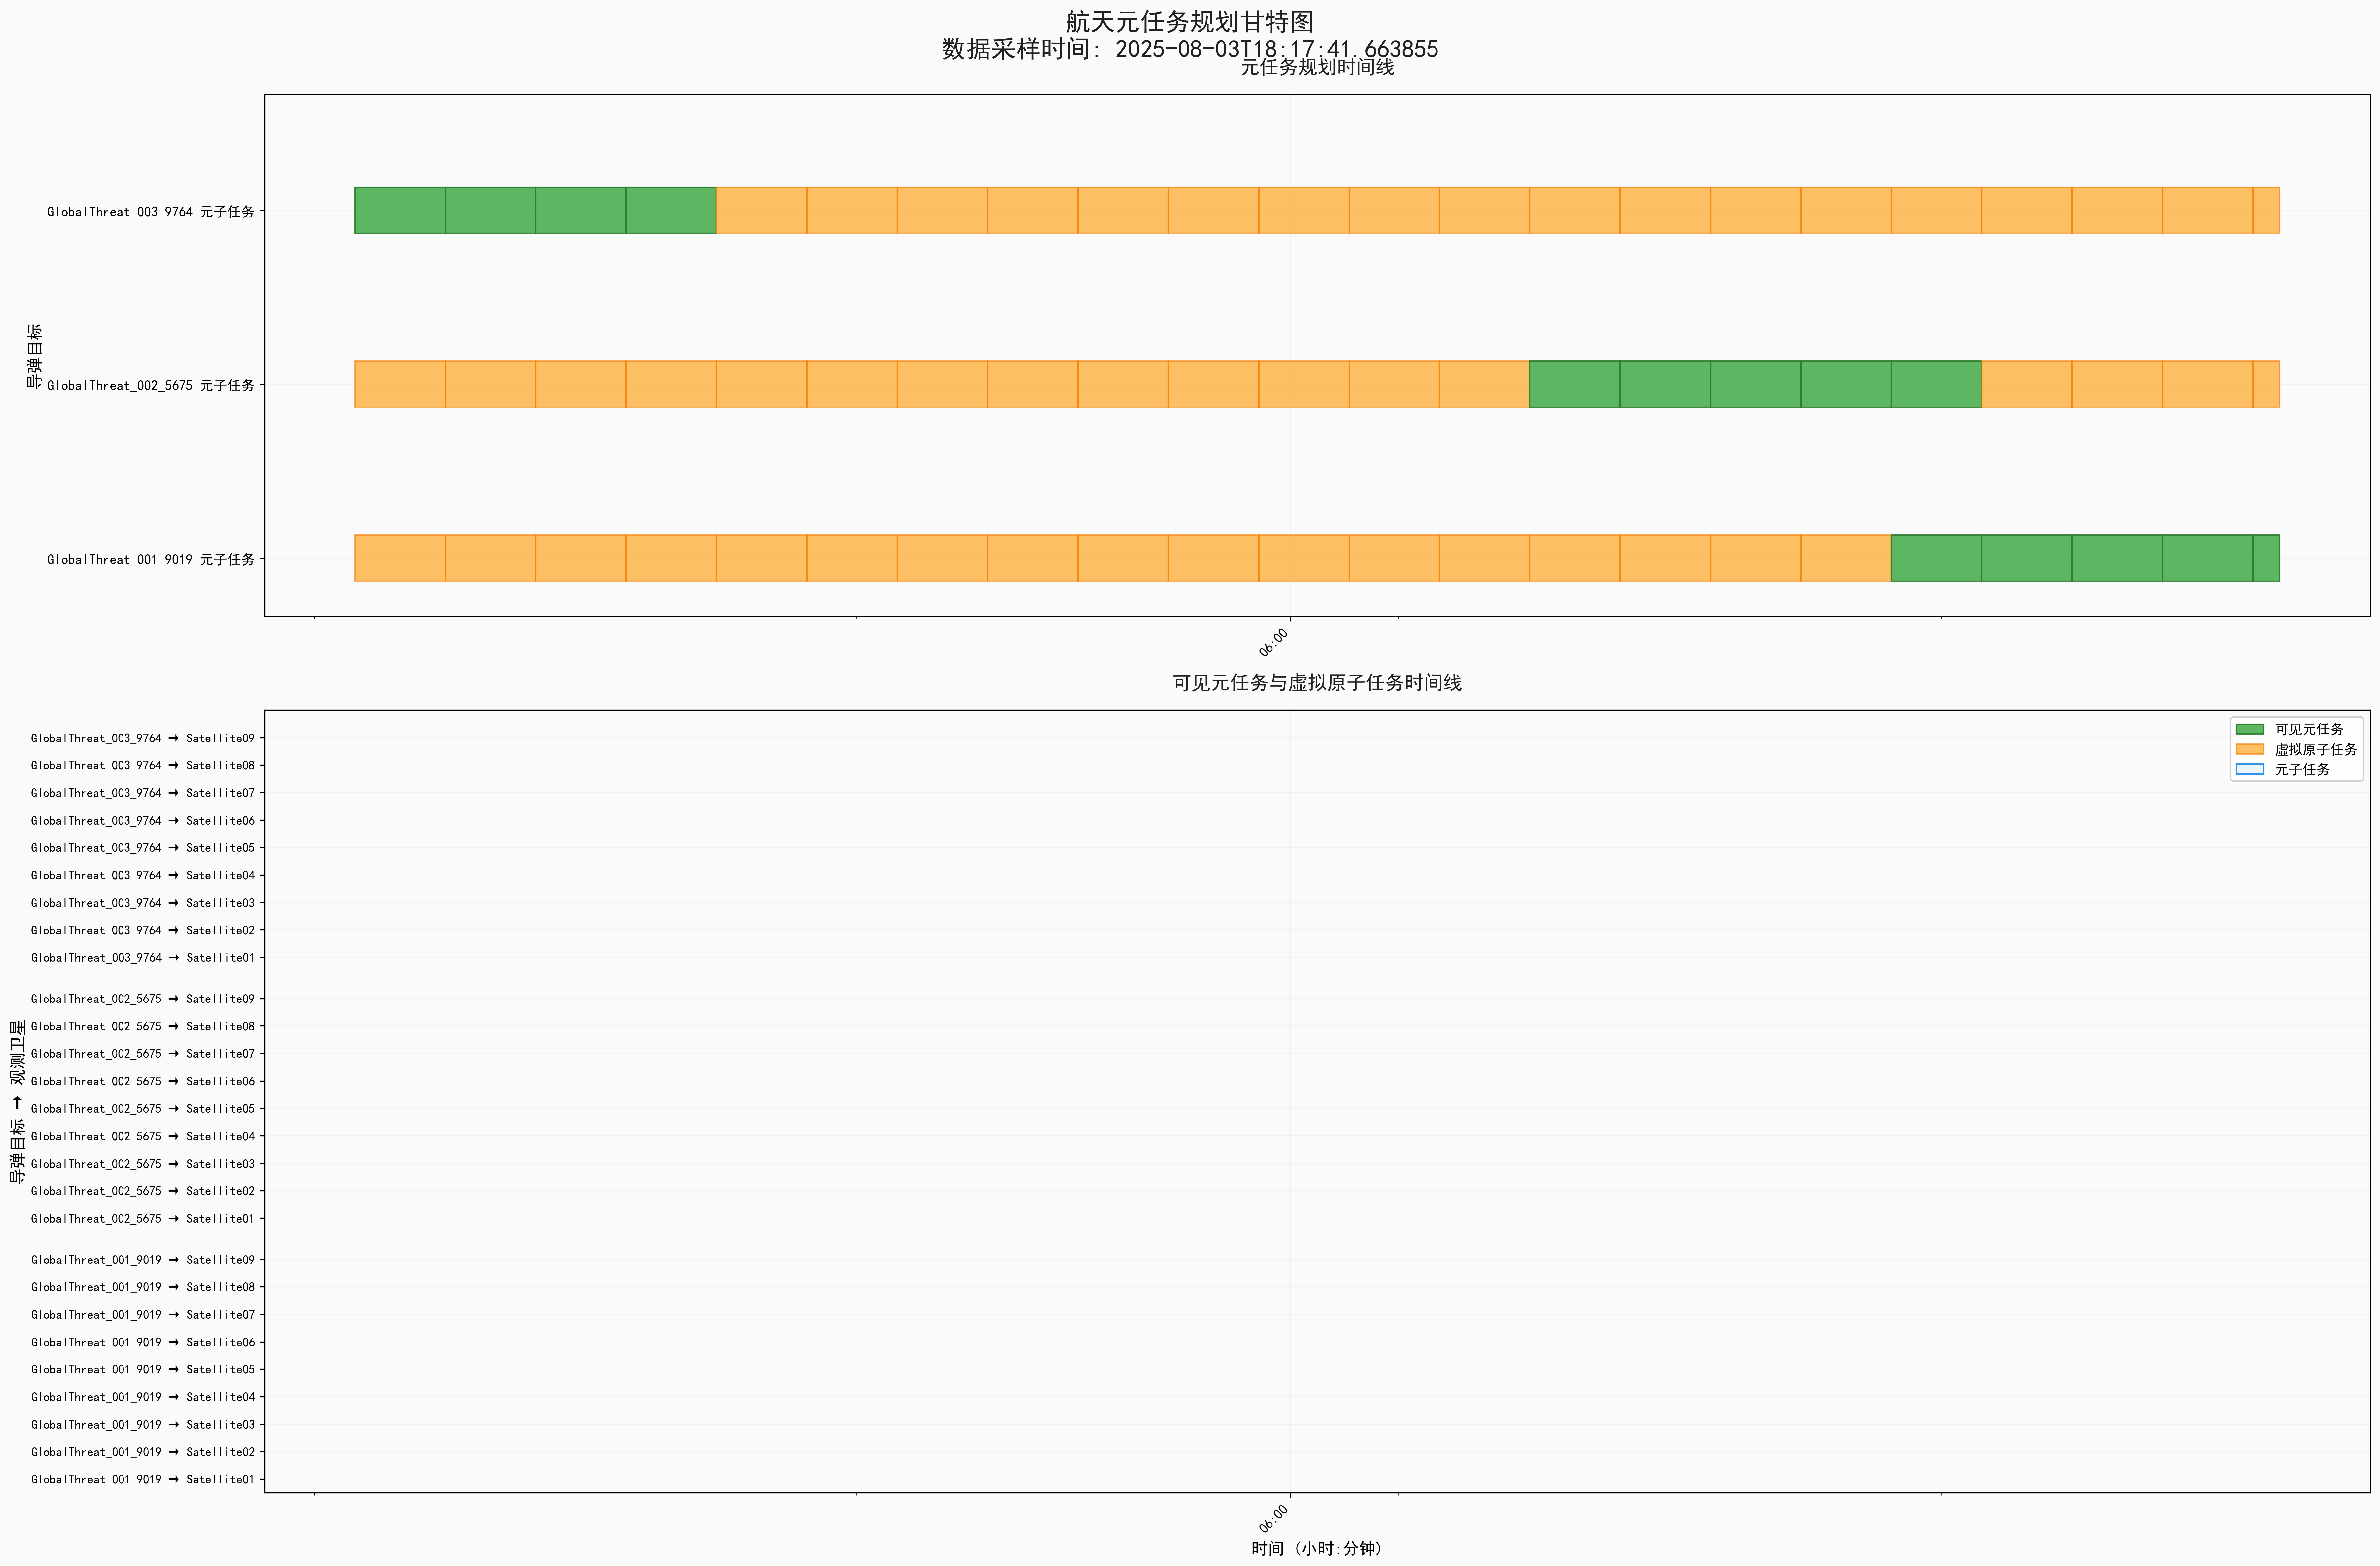 航天元任务规划甘特图
数据采样时间: 2025-08-03T18:17:41.663855
元任务规划时间线
导弹目标
GlobalThreat_003_9764 元子任务
GlobalThreat_002_5675 元子任务
GlobalThreat_001_9019 元子任务
06:00
可见元任务与虚拟原子任务时间线
可见元任务
虚拟原子任务
元子任务
导弹目标 → 观测卫星
GlobalThreat_003_9764 → Satellite09
GlobalThreat_003_9764 → Satellite08
GlobalThreat_003_9764 → Satellite07
GlobalThreat_003_9764 → Satellite06
GlobalThreat_003_9764 → Satellite05
GlobalThreat_003_9764 → Satellite04
GlobalThreat_003_9764 → Satellite03
GlobalThreat_003_9764 → Satellite02
GlobalThreat_003_9764 → Satellite01
GlobalThreat_002_5675 → Satellite09
GlobalThreat_002_5675 → Satellite08
GlobalThreat_002_5675 → Satellite07
GlobalThreat_002_5675 → Satellite06
GlobalThreat_002_5675 → Satellite05
GlobalThreat_002_5675 → Satellite04
GlobalThreat_002_5675 → Satellite03
GlobalThreat_002_5675 → Satellite02
GlobalThreat_002_5675 → Satellite01
GlobalThreat_001_9019 → Satellite09
GlobalThreat_001_9019 → Satellite08
GlobalThreat_001_9019 → Satellite07
GlobalThreat_001_9019 → Satellite06
GlobalThreat_001_9019 → Satellite05
GlobalThreat_001_9019 → Satellite04
GlobalThreat_001_9019 → Satellite03
GlobalThreat_001_9019 → Satellite02
GlobalThreat_001_9019 → Satellite01
06:00
时间 (小时:分钟)